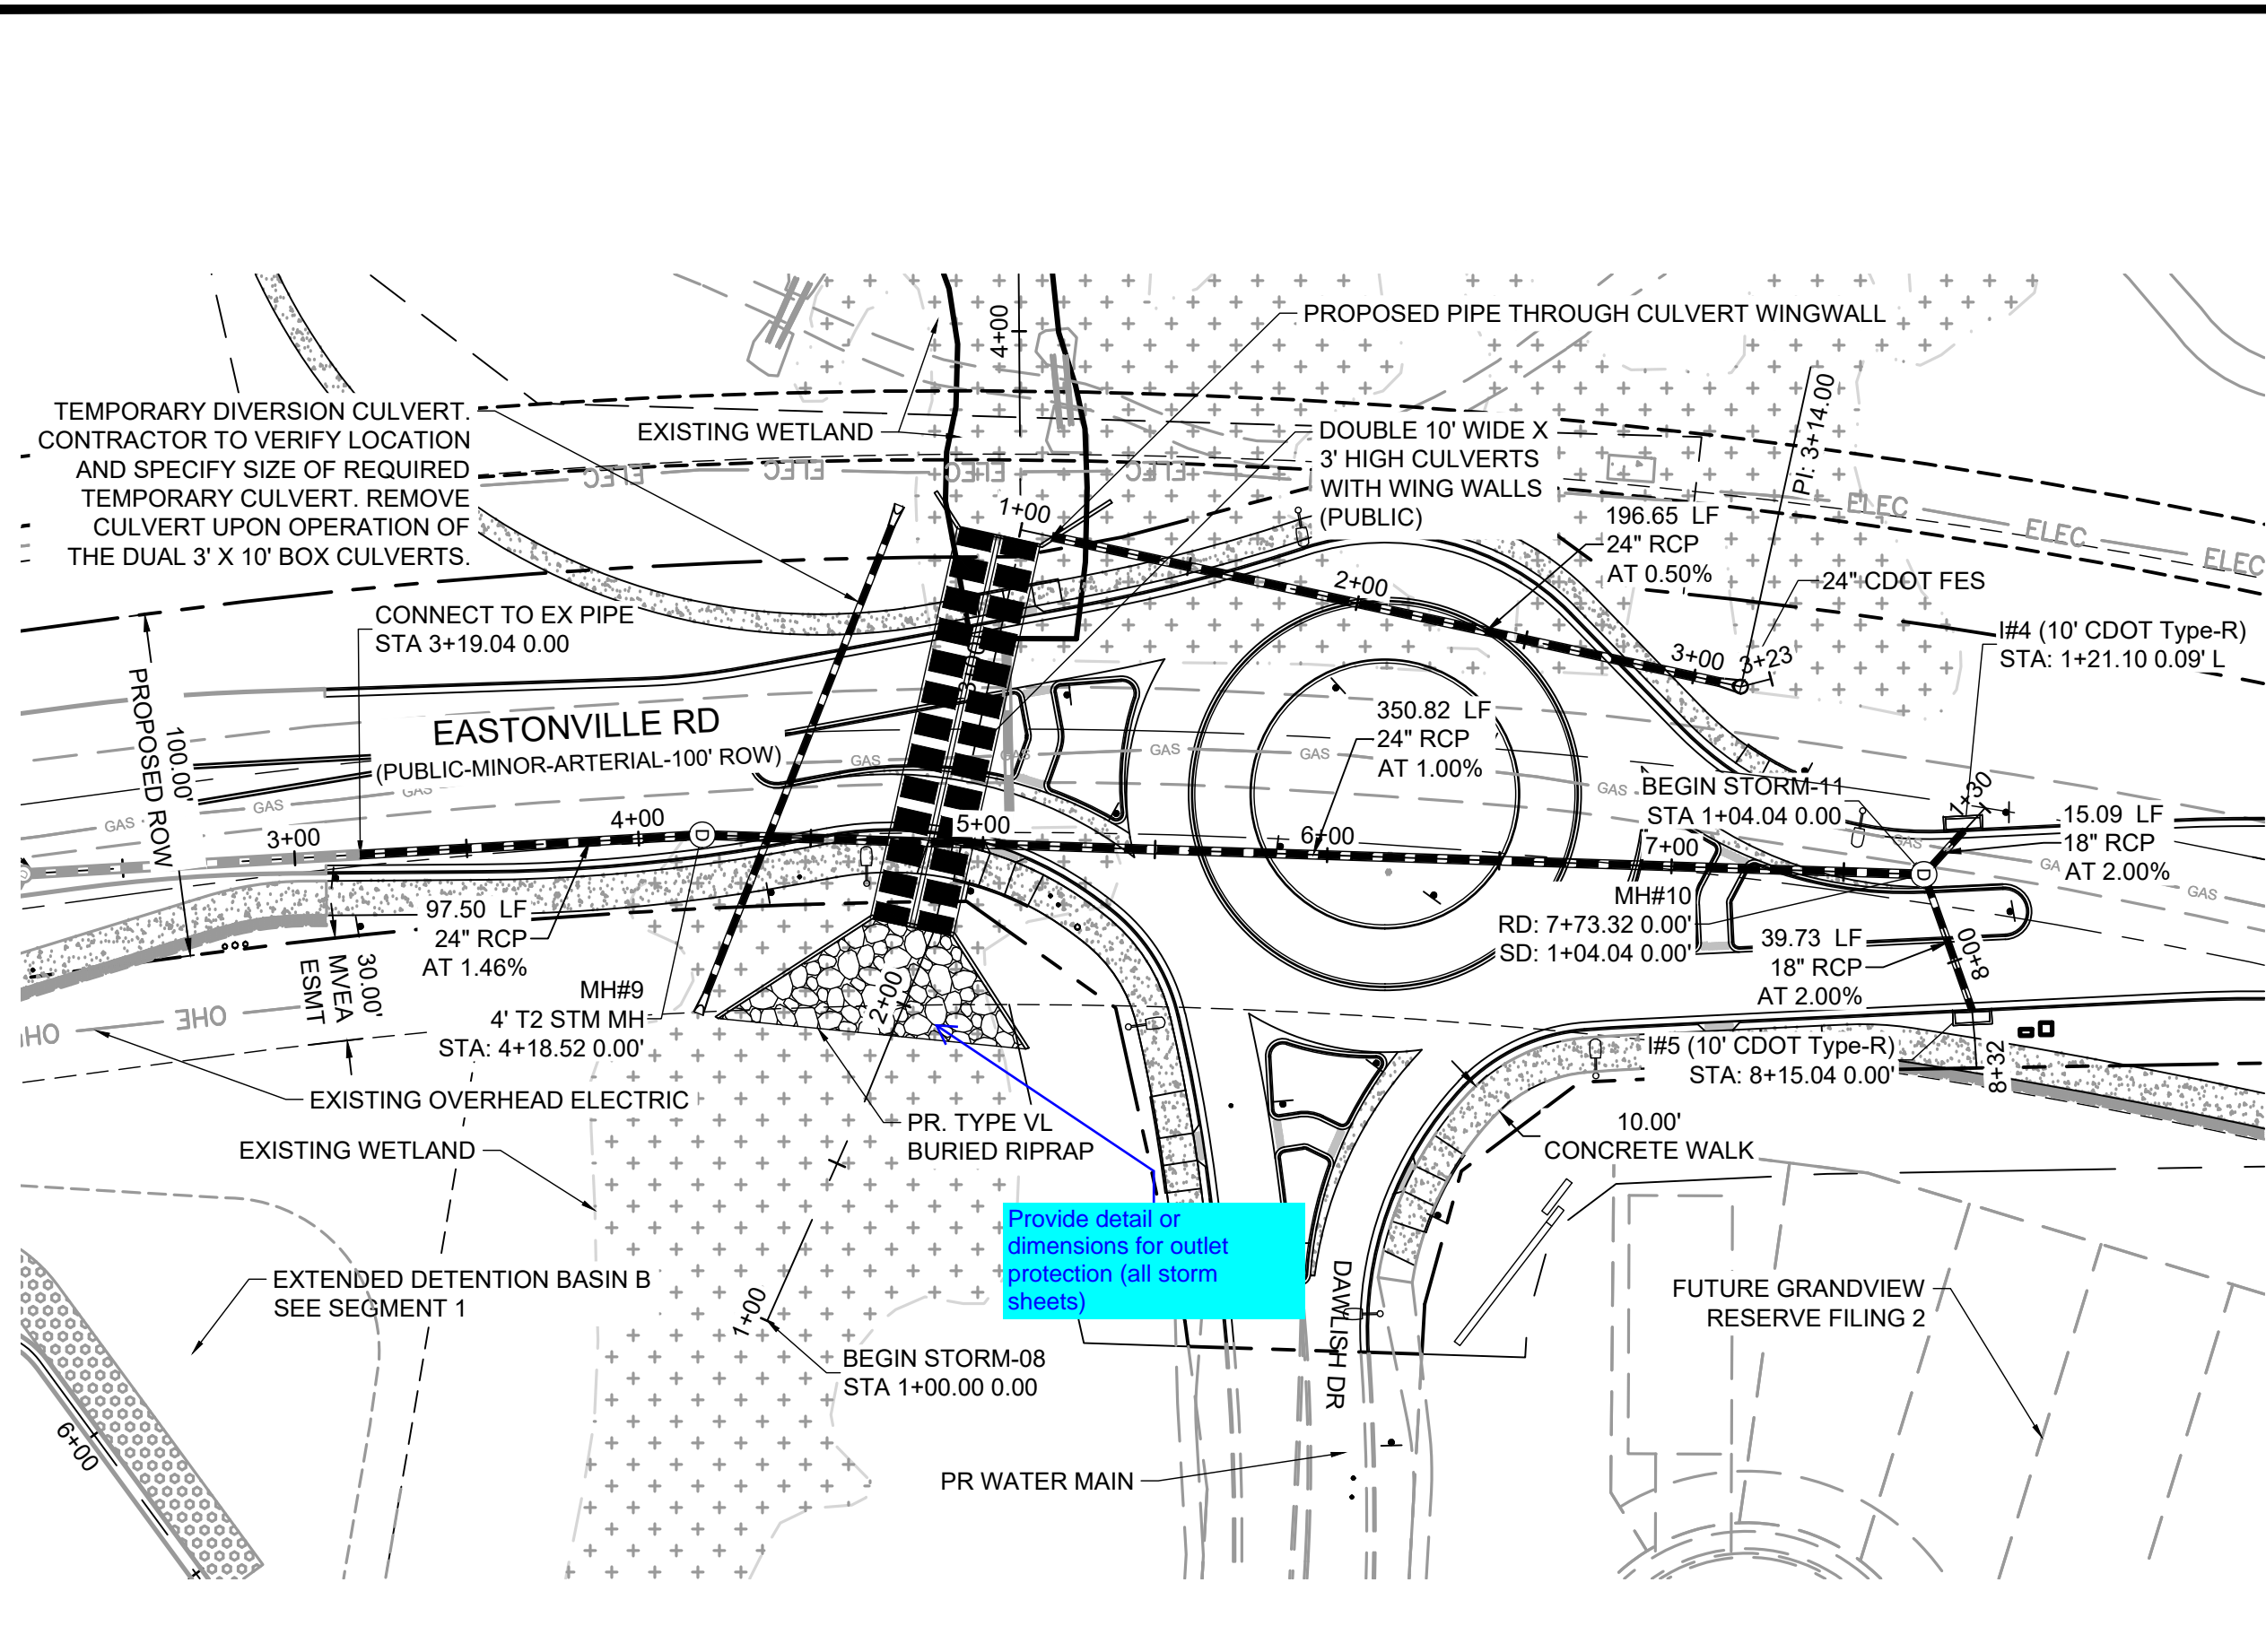 PROPOSED PIPE THROUGH CULVERT WINGWALL
4+00
TEMPORARY DIVERSION CULVERT.
CONTRACTOR TO VERIFY LOCATION
AND SPECIFY SIZE OF REQUIRED
TEMPORARY CULVERT. REMOVE
CULVERT UPON OPERATION OF
THE DUAL 3' X 10' BOX CULVERTS.
EXISTING WETLAND
DOUBLE 10' WIDE X
3' HIGH CULVERTS
WITH WING WALLS
(PUBLIC)
PI: 3+14.00
ELEC
ELEC
ELEC
ELEC
ELEC
ELEC
ELEC
1+00
196.65 LF
24" RCP
AT 0.50%
2+00
24" CDOT FES
CONNECT TO EX PIPE
STA 3+19.04 0.00
I#4 (10' CDOT Type-R)
STA: 1+21.10 0.09' L
3+00
3+23
100.00'
PROPOSED ROW
EASTONVILLE RD
(PUBLIC-MINOR-ARTERIAL-100' ROW)
350.82 LF
24" RCP
AT 1.00%
GAS
GAS
GAS
GAS
GAS
GAS
GAS
GAS
GAS
GA
GAS
BEGIN STORM-11
STA 1+04.04 0.00
1+30
15.09 LF
18" RCP
AT 2.00%
3+00
4+00
5+00
6+00
7+00
D
D
MH#10
RD: 7+73.32 0.00'
SD: 1+04.04 0.00'
97.50 LF
24" RCP
AT 1.46%
39.73 LF
18" RCP
AT 2.00%
8+00
30.00'
MVEA
ESMT
MH#9
4' T2 STM MH
STA: 4+18.52 0.00'
2+00
OHE
I#5 (10' CDOT Type-R)
STA: 8+15.04 0.00'
8+32
EXISTING OVERHEAD ELECTRIC
PR. TYPE VL
BURIED RIPRAP
10.00'
CONCRETE WALK
EXISTING WETLAND
Provide detail or
dimensions for outlet
protection (all storm
sheets)
EXTENDED DETENTION BASIN B
SEE SEGMENT 1
1+00
DAWLISH DR
FUTURE GRANDVIEW
RESERVE FILING 2
BEGIN STORM-08
STA 1+00.00 0.00
6+00
PR WATER MAIN